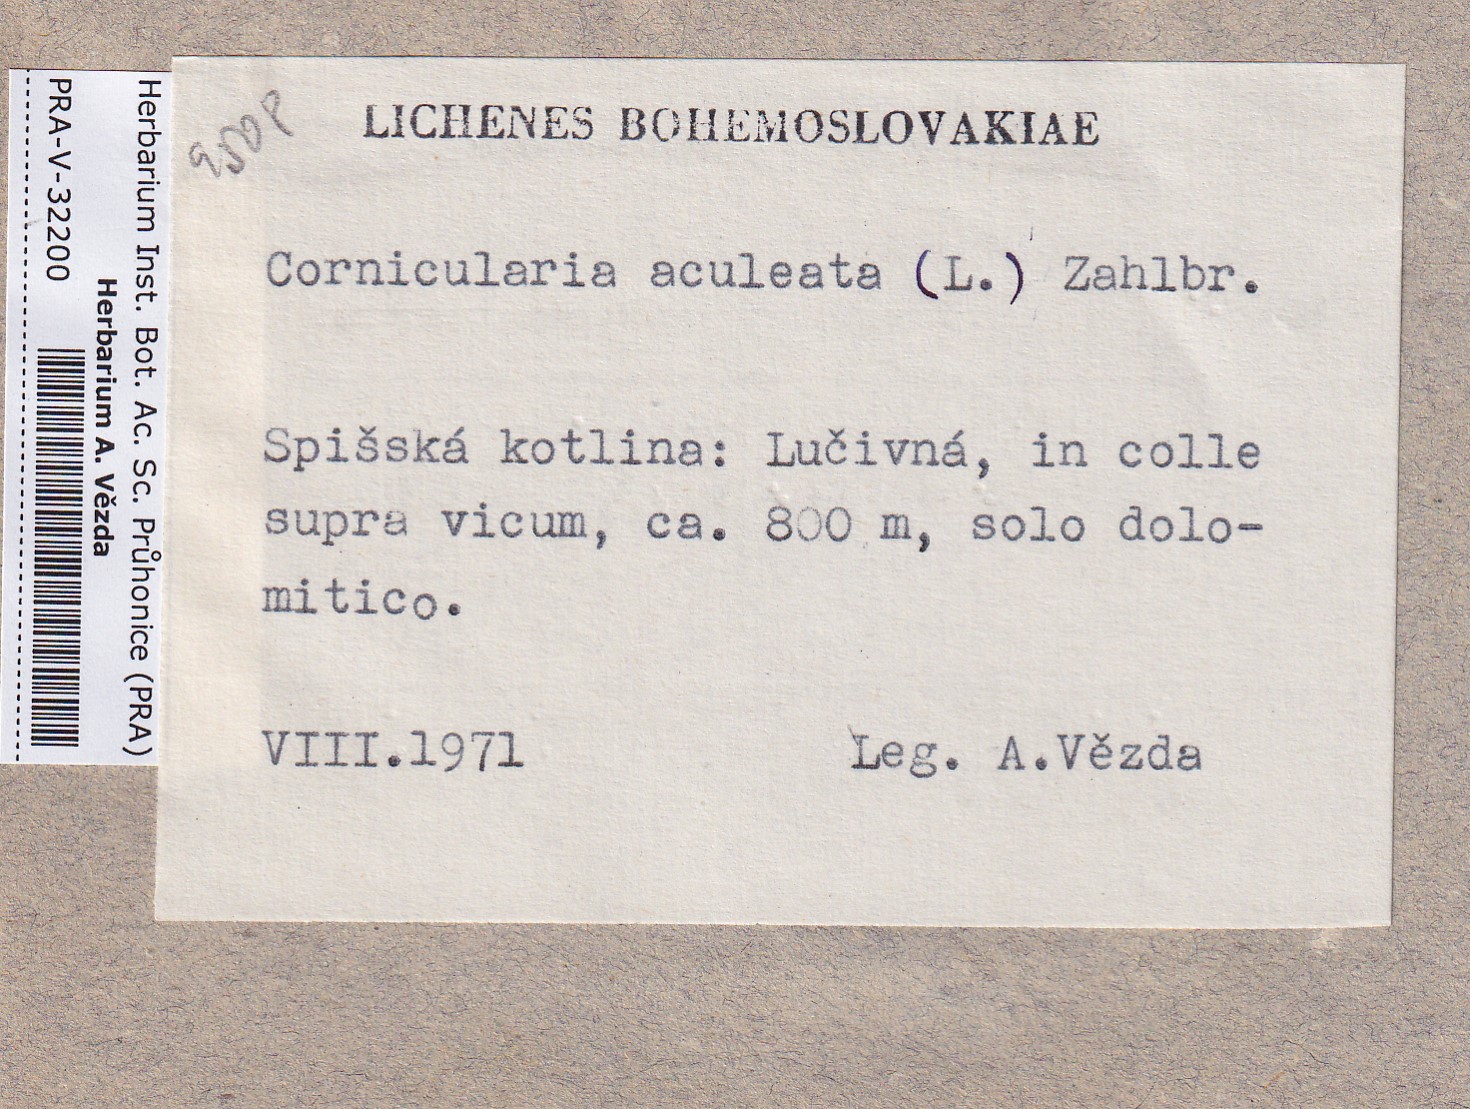 LICHENES BOHEMOSLOVAKIAE
Cornicularia aculeata (L.) Zahlbr.
Spišská kotlina: Lučivná, in colle
supra vicum, ca. 800 m, solo dolo-
mitico.
VIII.1971 Leg. A.Vězda
Herbarium Inst. Bot. Ac. Sc. Průhonice (PRA)
Herbarium A. Vězda
PRA-V-32200